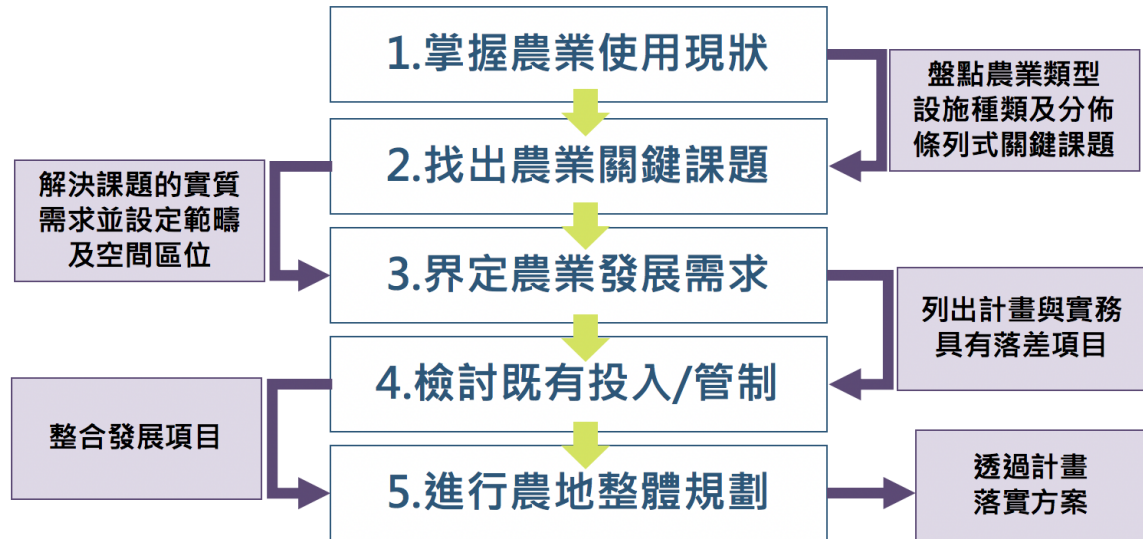 1.掌握農業使用現狀
盤點農業類型
設施種類及分佈
條列式關鍵課題
2.找出農業關鍵課題
解決課題的實質
需求並設定範疇
及空間區位
3.界定農業發展需求
列出計畫與實務
具有落差項目
4.檢討既有投入/管制
整合發展項目
5.進行農地整體規劃
透過計畫
落實方案